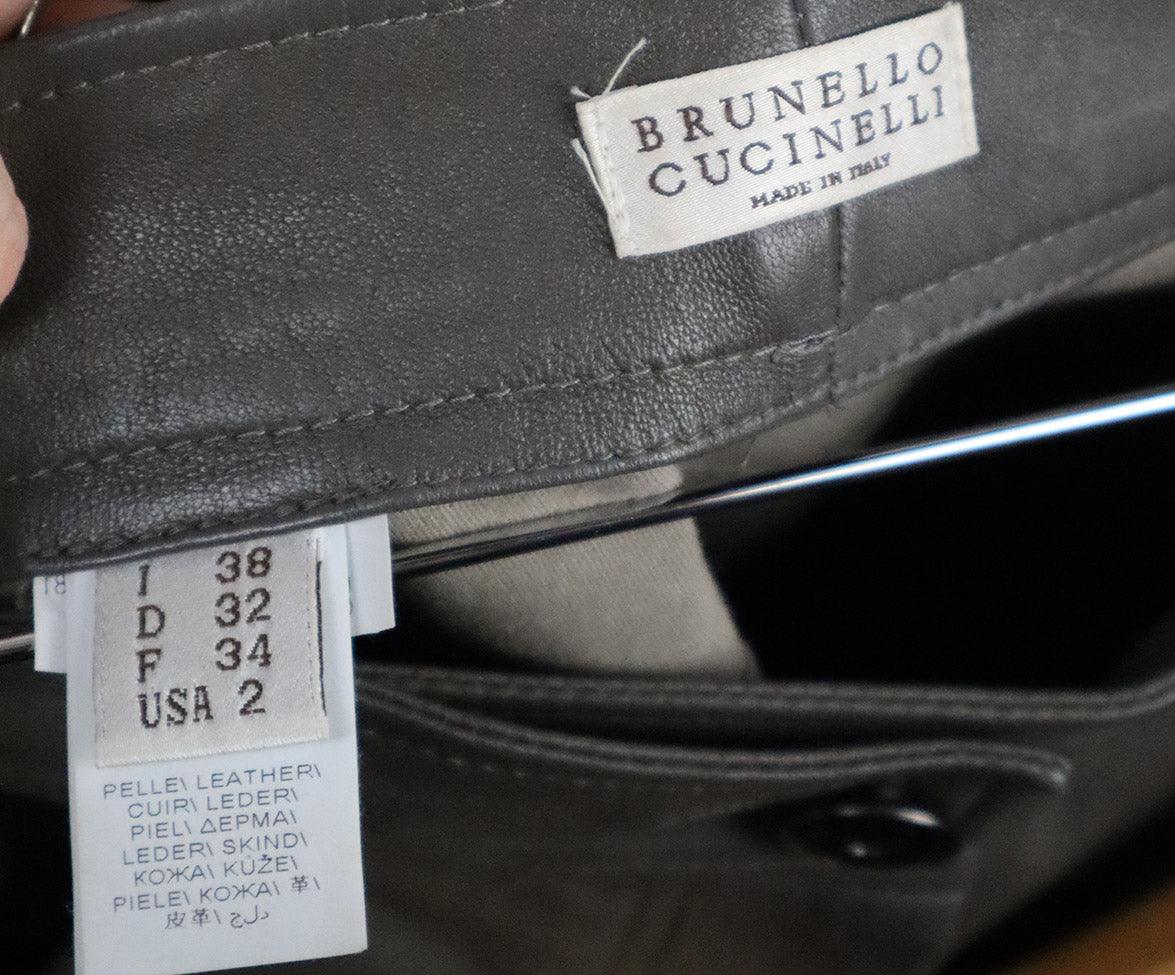 BRUNELLO
CUCINELLI
MADE IN ITALY
I 38
D 32
F 34
USA 2
PELLE\ LEATHER\
CUIR\ LEDER\
PIEL\ ΔΕΡΜΑ\
LEDER\ SKIND\
КОЖА\ KŮŽE\
PIELE\ КОЖА\ 革\
皮革\